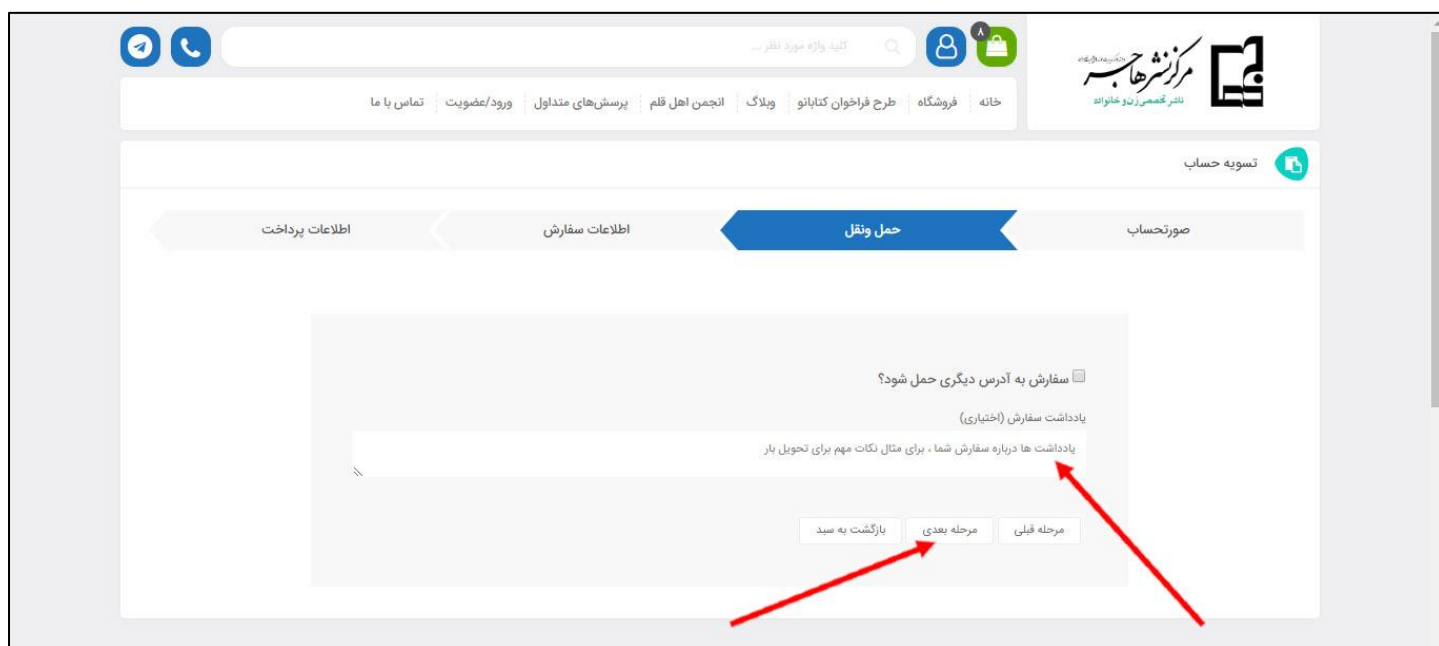 مرکز نشر هاجر
ناشر تخصصی زن و خانواده
۸
کلید واژه مورد نظر ...
خانه فروشگاه طرح فراخوان کتابانو وبلاگ انجمن اهل قلم پرسش‌های متداول ورود/عضویت تماس با ما
تسویه حساب
صورتحساب حمل ونقل اطلاعات سفارش اطلاعات پرداخت
سفارش به آدرس دیگری حمل شود؟
یادداشت سفارش (اختیاری)
یادداشت ها درباره سفارش شما ، برای مثال نکات مهم برای تحویل بار
مرحله قبلی مرحله بعدی بازگشت به سبد